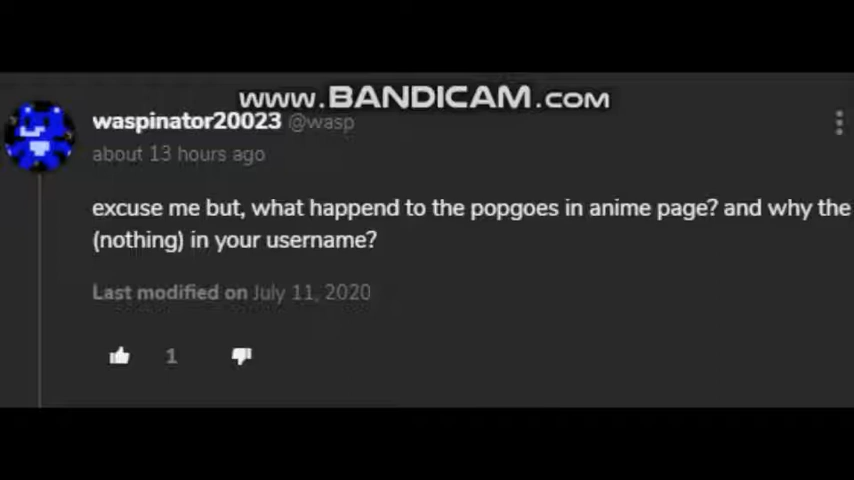 www.BANDICAM.COM
waspinator20023 @wasp
about 13 hours ago
excuse me but, what happend to the popgoes in anime page? and why the
(nothing) in your username?
Last modified on July 11, 2020
1